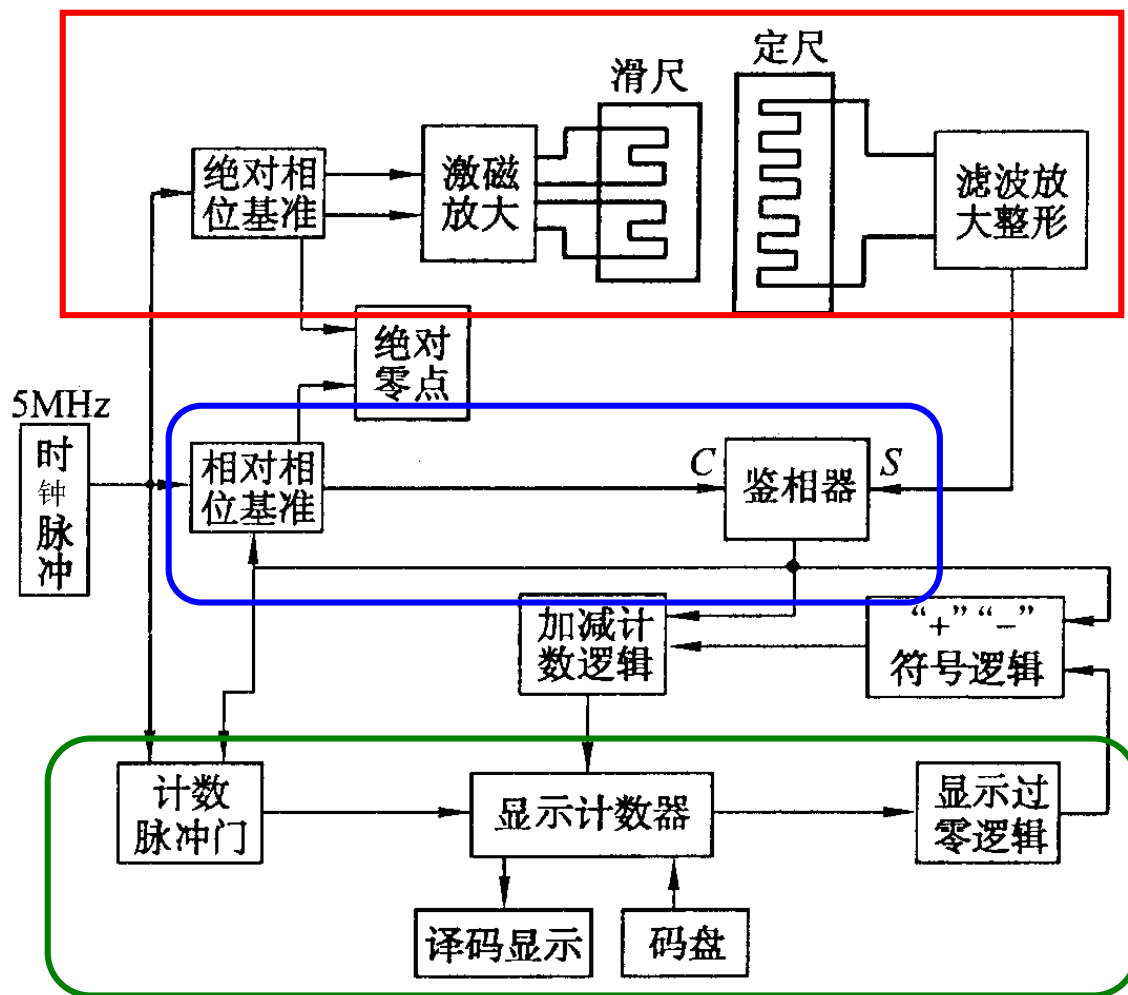 滑尺
定尺
绝对相
位基准
激磁
放大
滤波放
大整形
绝对
零点
5MHz
时
钟
脉
冲
相对相
位基准
C
鉴相器
S
加减计
数逻辑
“+”“−”
符号逻辑
计数
脉冲门
显示计数器
显示过
零逻辑
译码显示
码盘